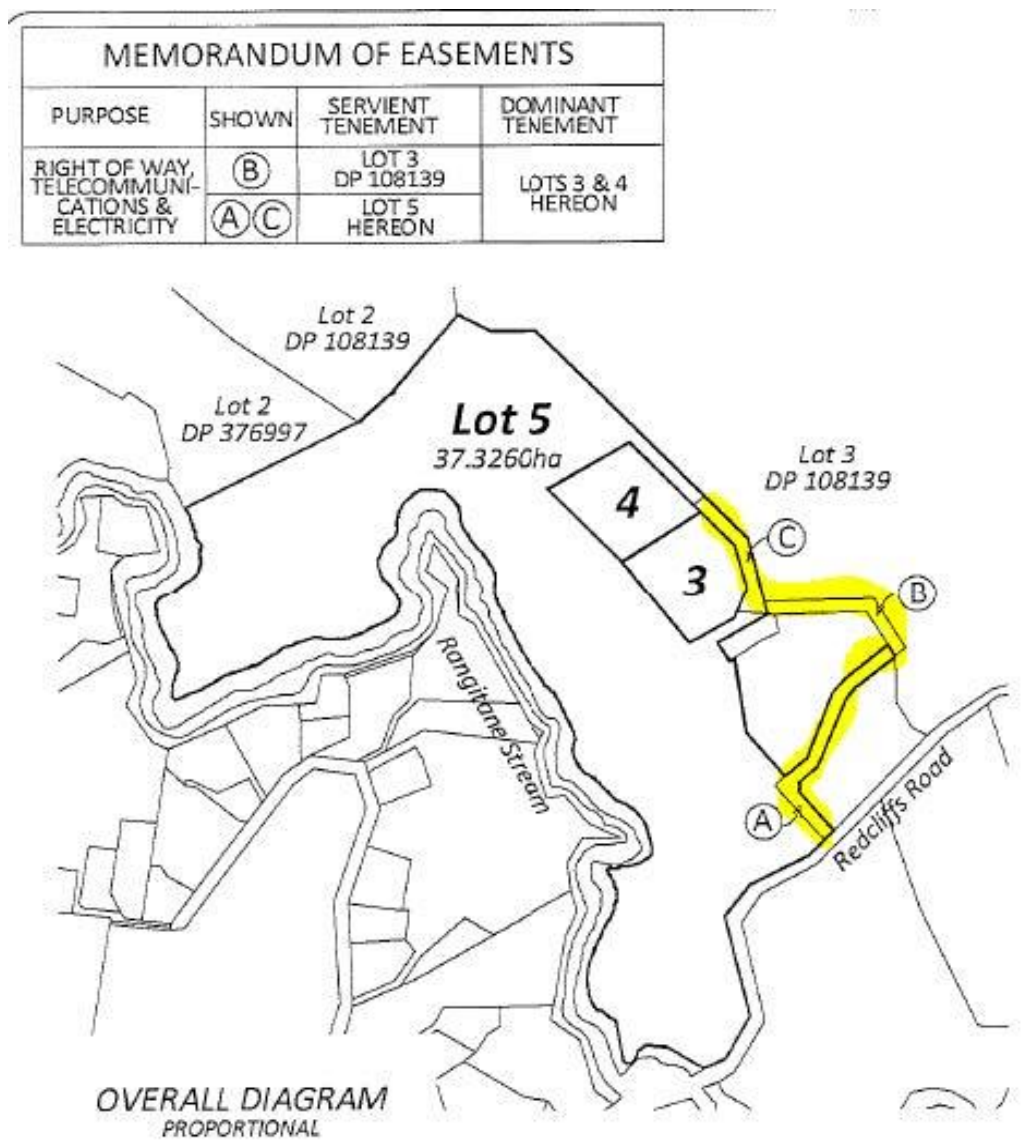 MEMORANDUM OF EASEMENTS
PURPOSE
SHOWN
SERVIENT
TENEMENT
DOMINANT
TENEMENT
RIGHT OF WAY,
TELECOMMUNI-
CATIONS &
ELECTRICITY
B
LOT 3
DP 108139
A C
LOT 5
HEREON
LOTS 3 & 4
HEREON
Lot 2
DP 108139
Lot 2
DP 376997
Lot 5
37.3260ha
Lot 3
DP 108139
4
C
3
B
Rangitane Stream
A
Redcliffs Road
OVERALL DIAGRAM
PROPORTIONAL